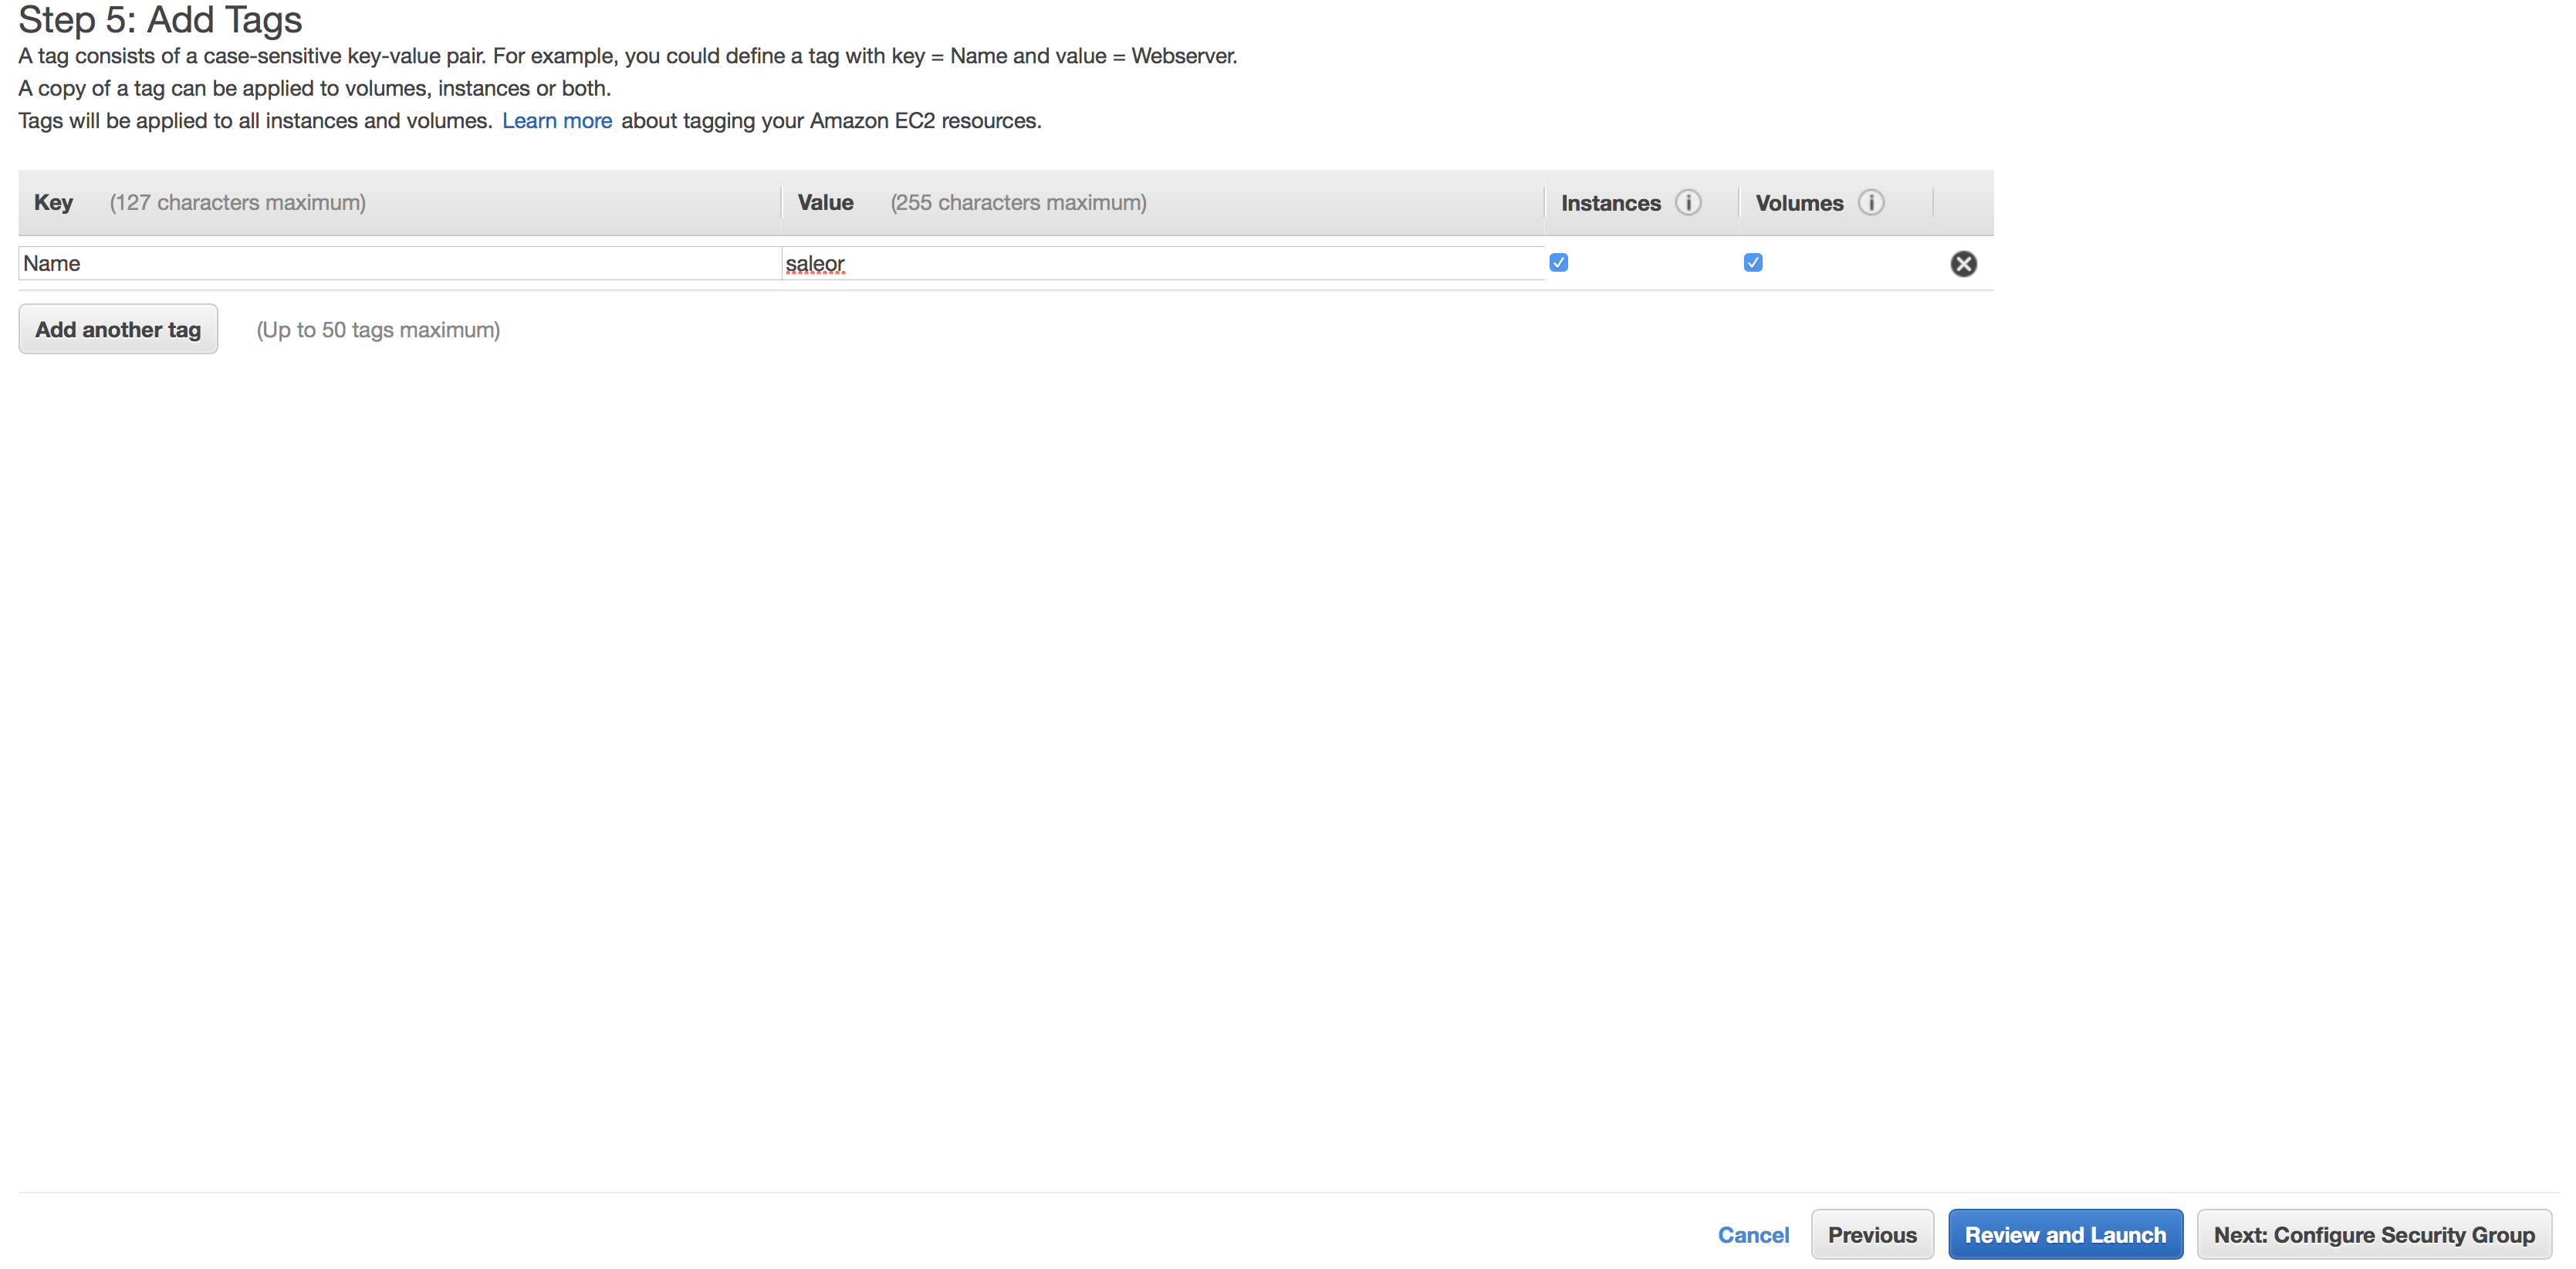 Step 5: Add Tags
A tag consists of a case-sensitive key-value pair. For example, you could define a tag with key = Name and value = Webserver.
A copy of a tag can be applied to volumes, instances or both.
Tags will be applied to all instances and volumes. Learn more about tagging your Amazon EC2 resources.
Key (127 characters maximum) Value (255 characters maximum) Instances i Volumes i
Name saleor
Add another tag (Up to 50 tags maximum)
Cancel Previous Review and Launch Next: Configure Security Group